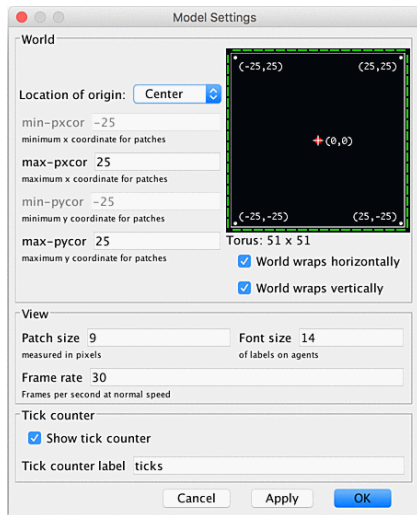 Model Settings
World
(-25,25) (25,25)
Location of origin: Center
min-pxcor -25
minimum x coordinate for patches
(0,0)
max-pxcor 25
maximum x coordinate for patches
min-pycor -25
minimum y coordinate for patches
(-25,-25) (25,-25)
max-pycor 25
maximum y coordinate for patches
Torus: 51 x 51
World wraps horizontally
World wraps vertically
View
Patch size 9
measured in pixels
Font size 14
of labels on agents
Frame rate 30
Frames per second at normal speed
Tick counter
Show tick counter
Tick counter label ticks
Cancel Apply OK